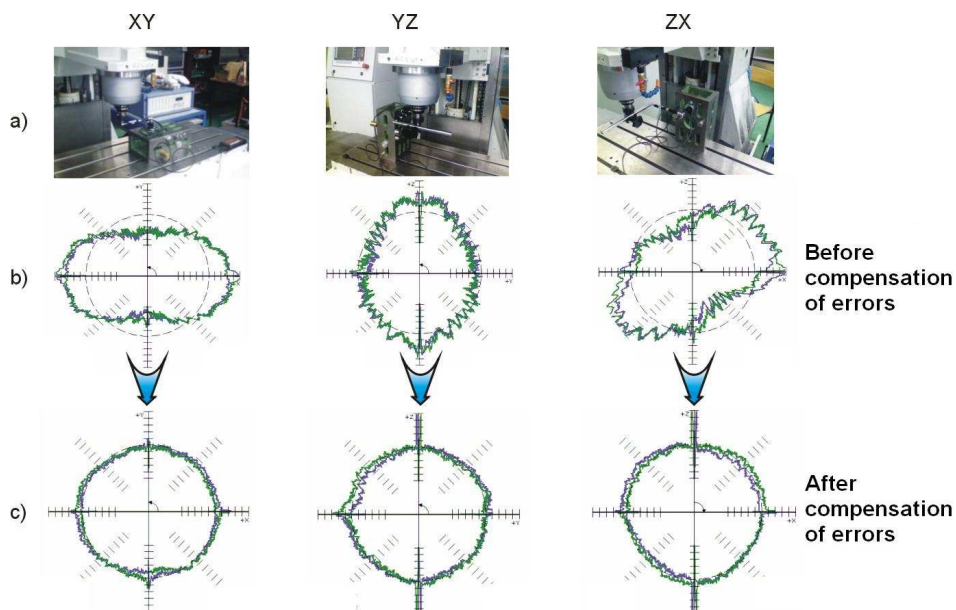 XY
YZ
ZX
a)
+Y
+Z
+Z
b)
+X
+Y
+X
Before
compensation
of errors
+Y
+Z
+Z
c)
+X
+Y
+X
After
compensation
of errors